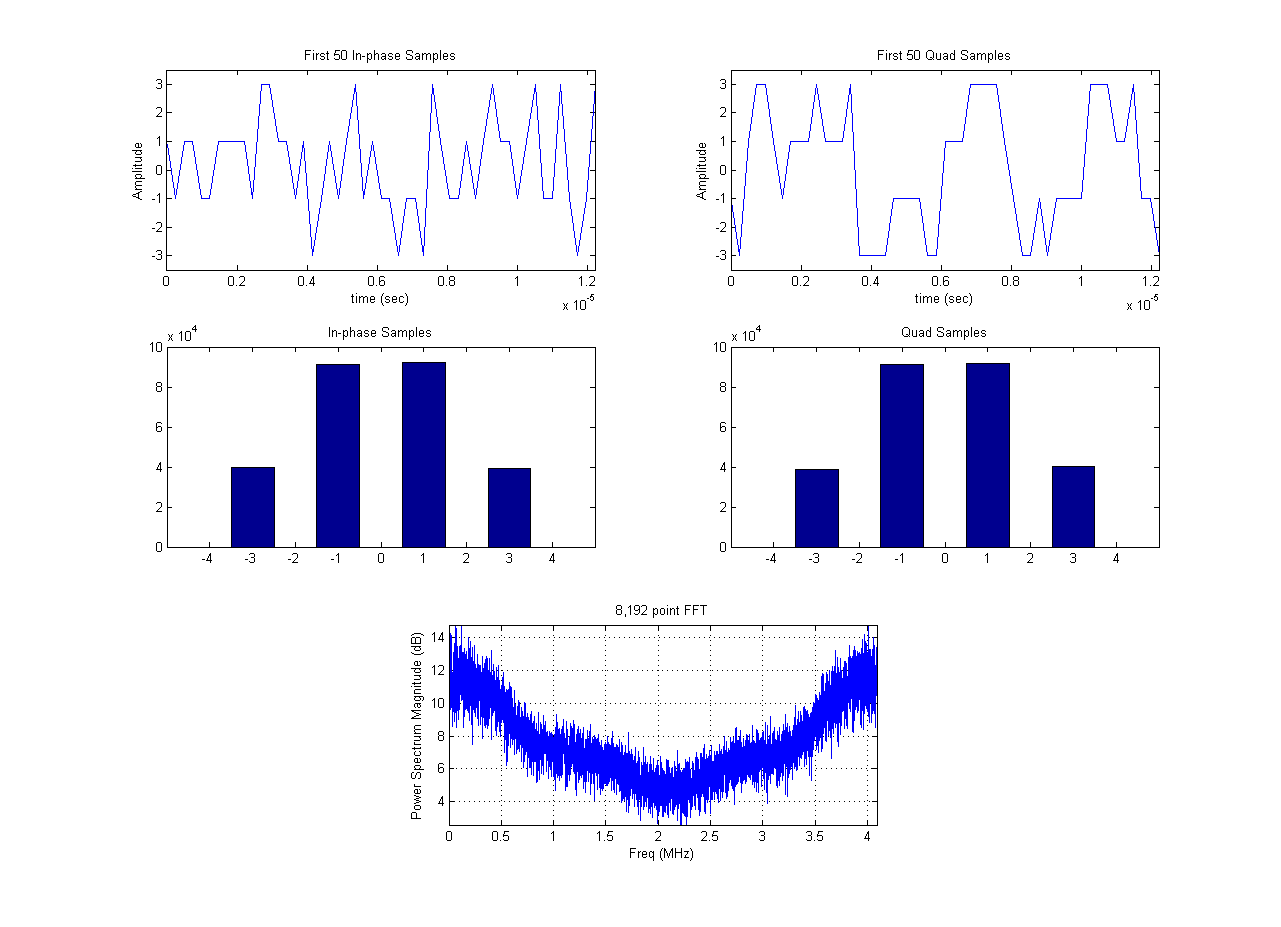 First 50 In-phase Samples
3
2
1
0
-1
-2
-3
Amplitude
0 0.2 0.4 0.6 0.8 1 1.2
time (sec)
x 10^-5
First 50 Quad Samples
3
2
1
0
-1
-2
-3
Amplitude
0 0.2 0.4 0.6 0.8 1 1.2
time (sec)
x 10^-5
In-phase Samples
x 10^4
10
8
6
4
2
0
-4 -3 -2 -1 0 1 2 3 4
Quad Samples
x 10^4
10
8
6
4
2
0
-4 -3 -2 -1 0 1 2 3 4
8,192 point FFT
14
12
10
8
6
4
Power Spectrum Magnitude (dB)
0 0.5 1 1.5 2 2.5 3 3.5 4
Freq (MHz)